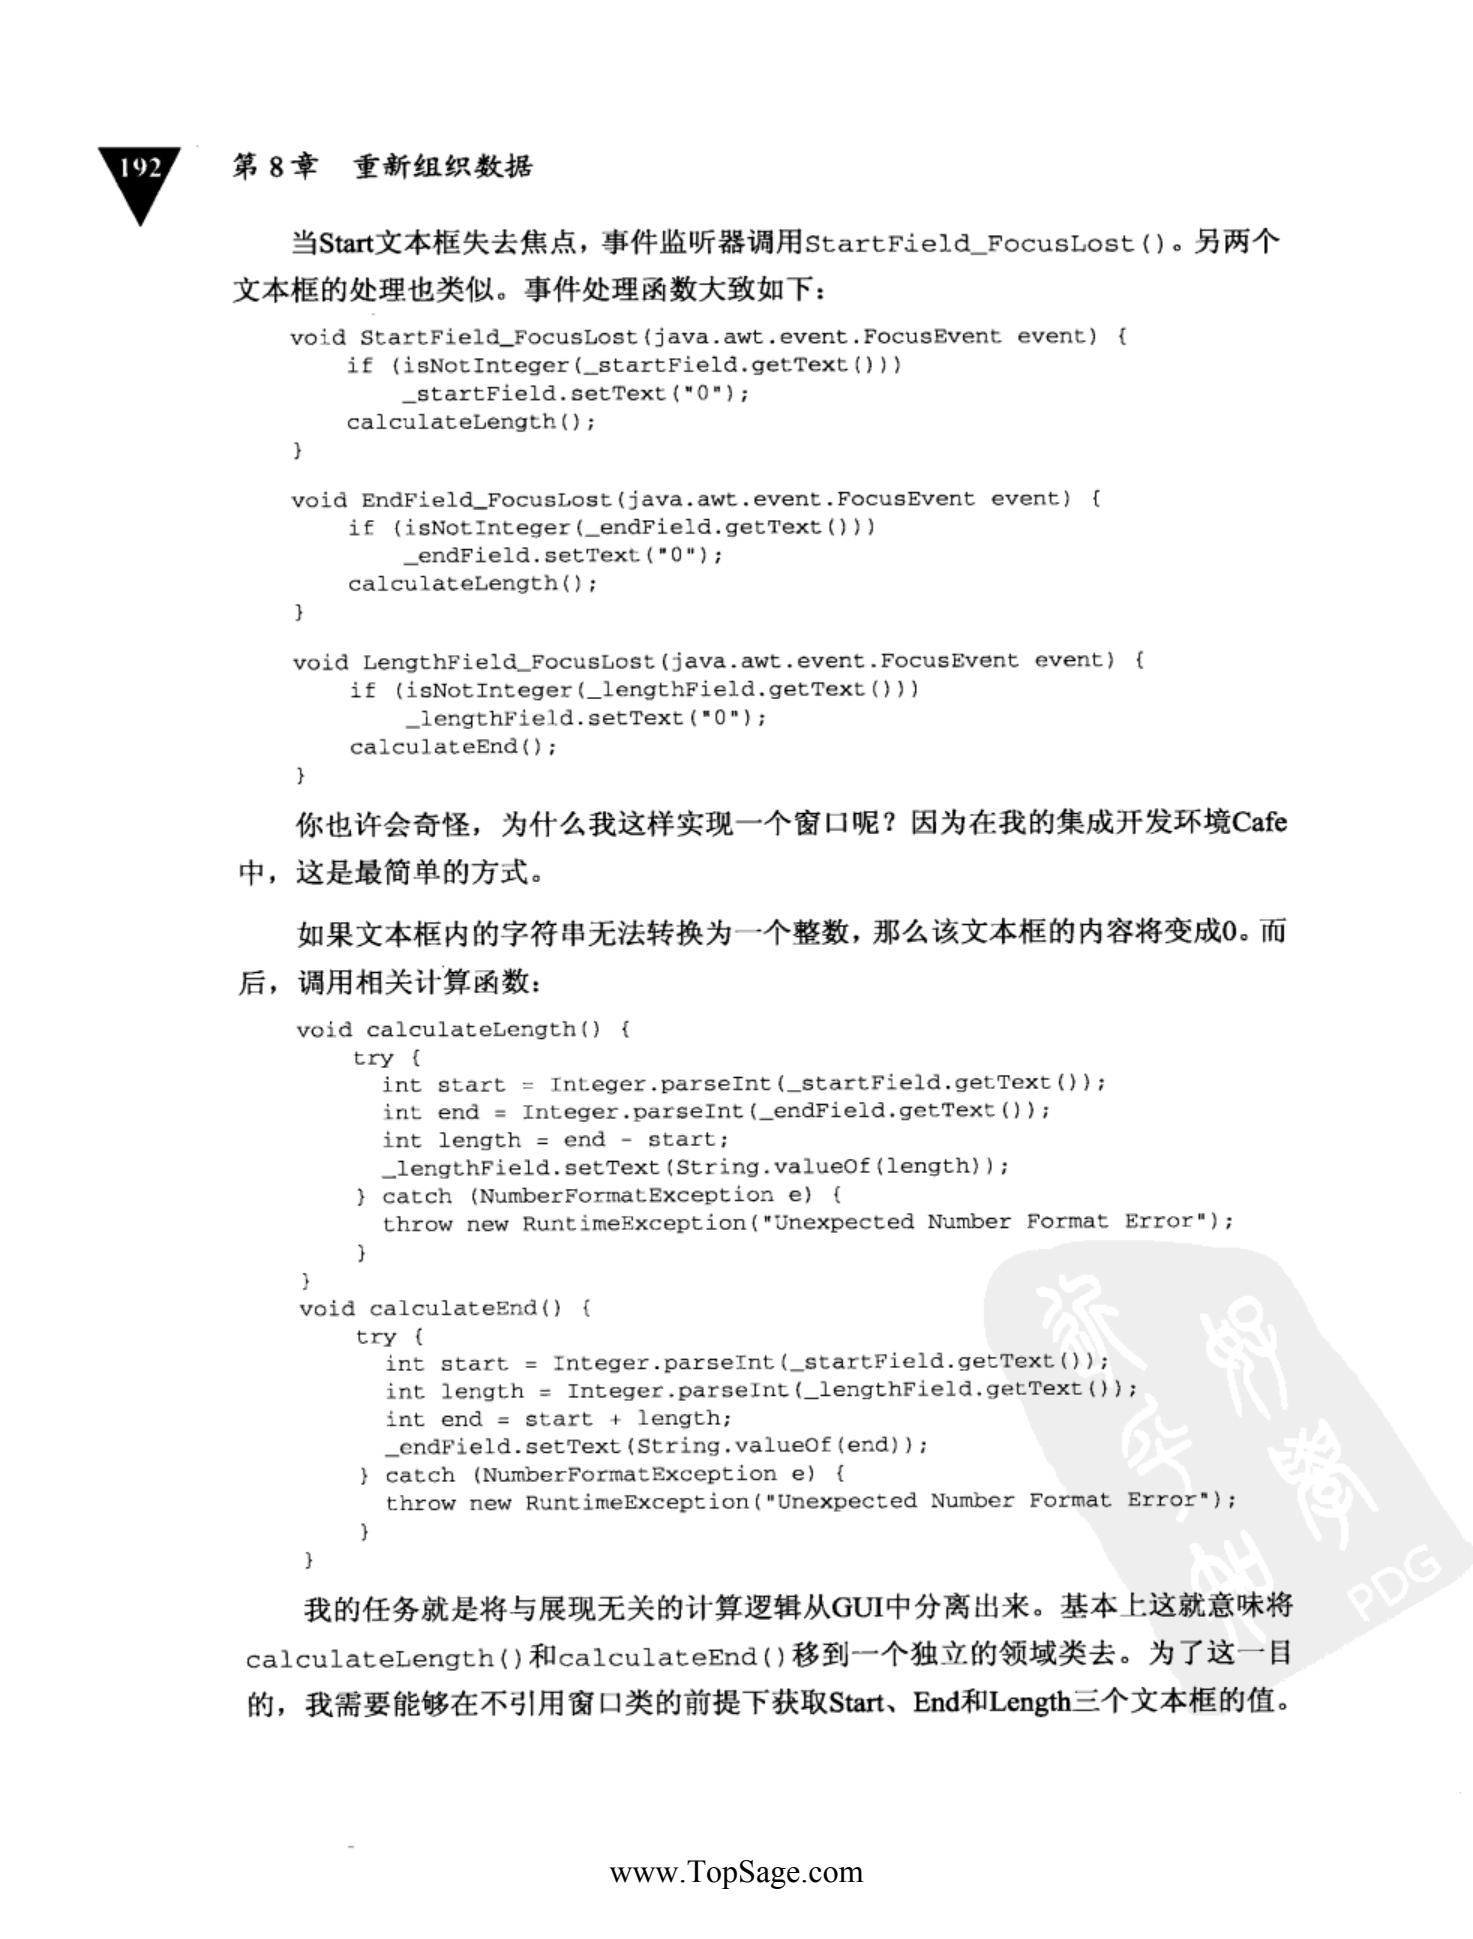 192
第 8 章 重新组织数据
当Start文本框失去焦点，事件监听器调用StartField_FocusLost()。另两个
文本框的处理也类似。事件处理函数大致如下：
void StartField_FocusLost(java.awt.event.FocusEvent event) {
    if (isNotInteger(_startField.getText()))
        _startField.setText("0");
    calculateLength();
}
void EndField_FocusLost(java.awt.event.FocusEvent event) {
    if (isNotInteger(_endField.getText()))
        _endField.setText("0");
    calculateLength();
}
void LengthField_FocusLost(java.awt.event.FocusEvent event) {
    if (isNotInteger(_lengthField.getText()))
        _lengthField.setText("0");
    calculateEnd();
}
你也许会奇怪，为什么我这样实现一个窗口呢？因为在我的集成开发环境Cafe
中，这是最简单的方式。
如果文本框内的字符串无法转换为一个整数，那么该文本框的内容将变成0。而
后，调用相关计算函数：
void calculateLength() {
    try {
      int start = Integer.parseInt(_startField.getText());
      int end = Integer.parseInt(_endField.getText());
      int length = end - start;
      _lengthField.setText(String.valueOf(length));
    } catch (NumberFormatException e) {
      throw new RuntimeException("Unexpected Number Format Error");
    }
}
void calculateEnd() {
    try {
      int start = Integer.parseInt(_startField.getText());
      int length = Integer.parseInt(_lengthField.getText());
      int end = start + length;
      _endField.setText(String.valueOf(end));
    } catch (NumberFormatException e) {
      throw new RuntimeException("Unexpected Number Format Error");
    }
}
PDG
我的任务就是将与展现无关的计算逻辑从GUI中分离出来。基本上这就意味将
calculateLength()和calculateEnd()移到一个独立的领域类去。为了这一目
的，我需要能够在不引用窗口类的前提下获取Start、End和Length三个文本框的值。
www.TopSage.com